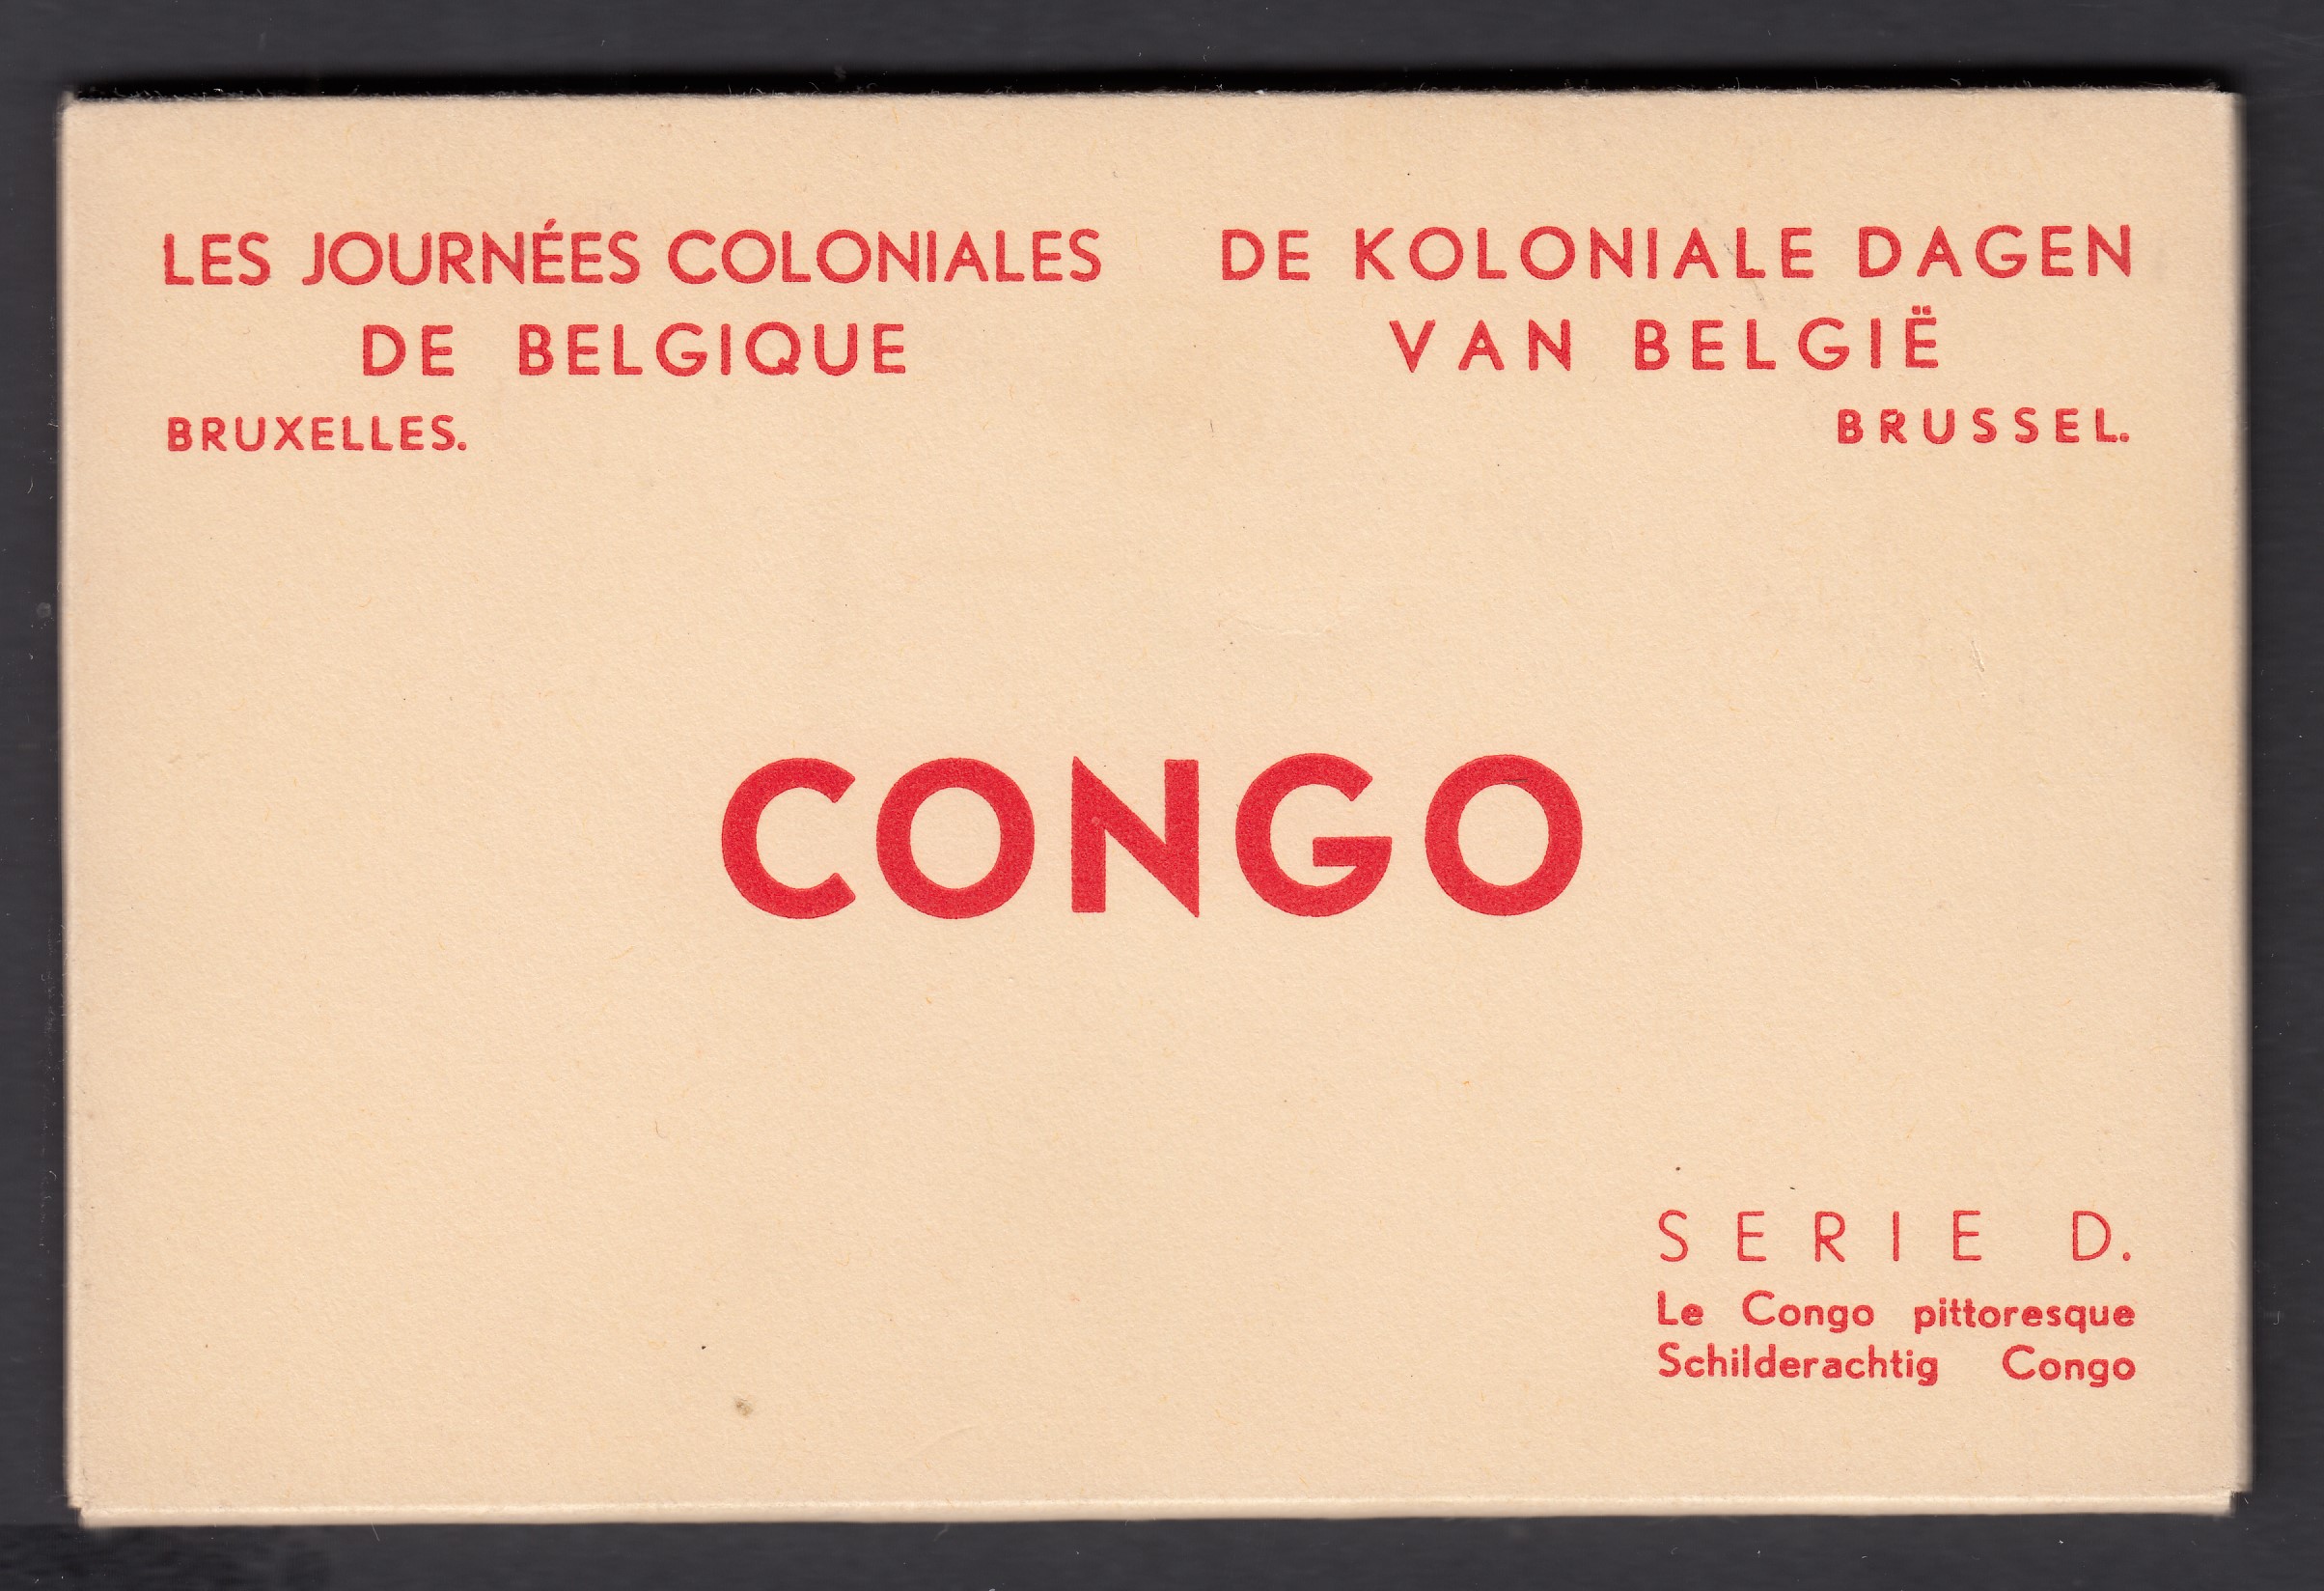 LES JOURNÉES COLONIALES
DE BELGIQUE
BRUXELLES.
DE KOLONIALE DAGEN
VAN BELGIË
BRUSSEL.
CONGO
SERIE D.
Le Congo pittoresque
Schilderachtig Congo